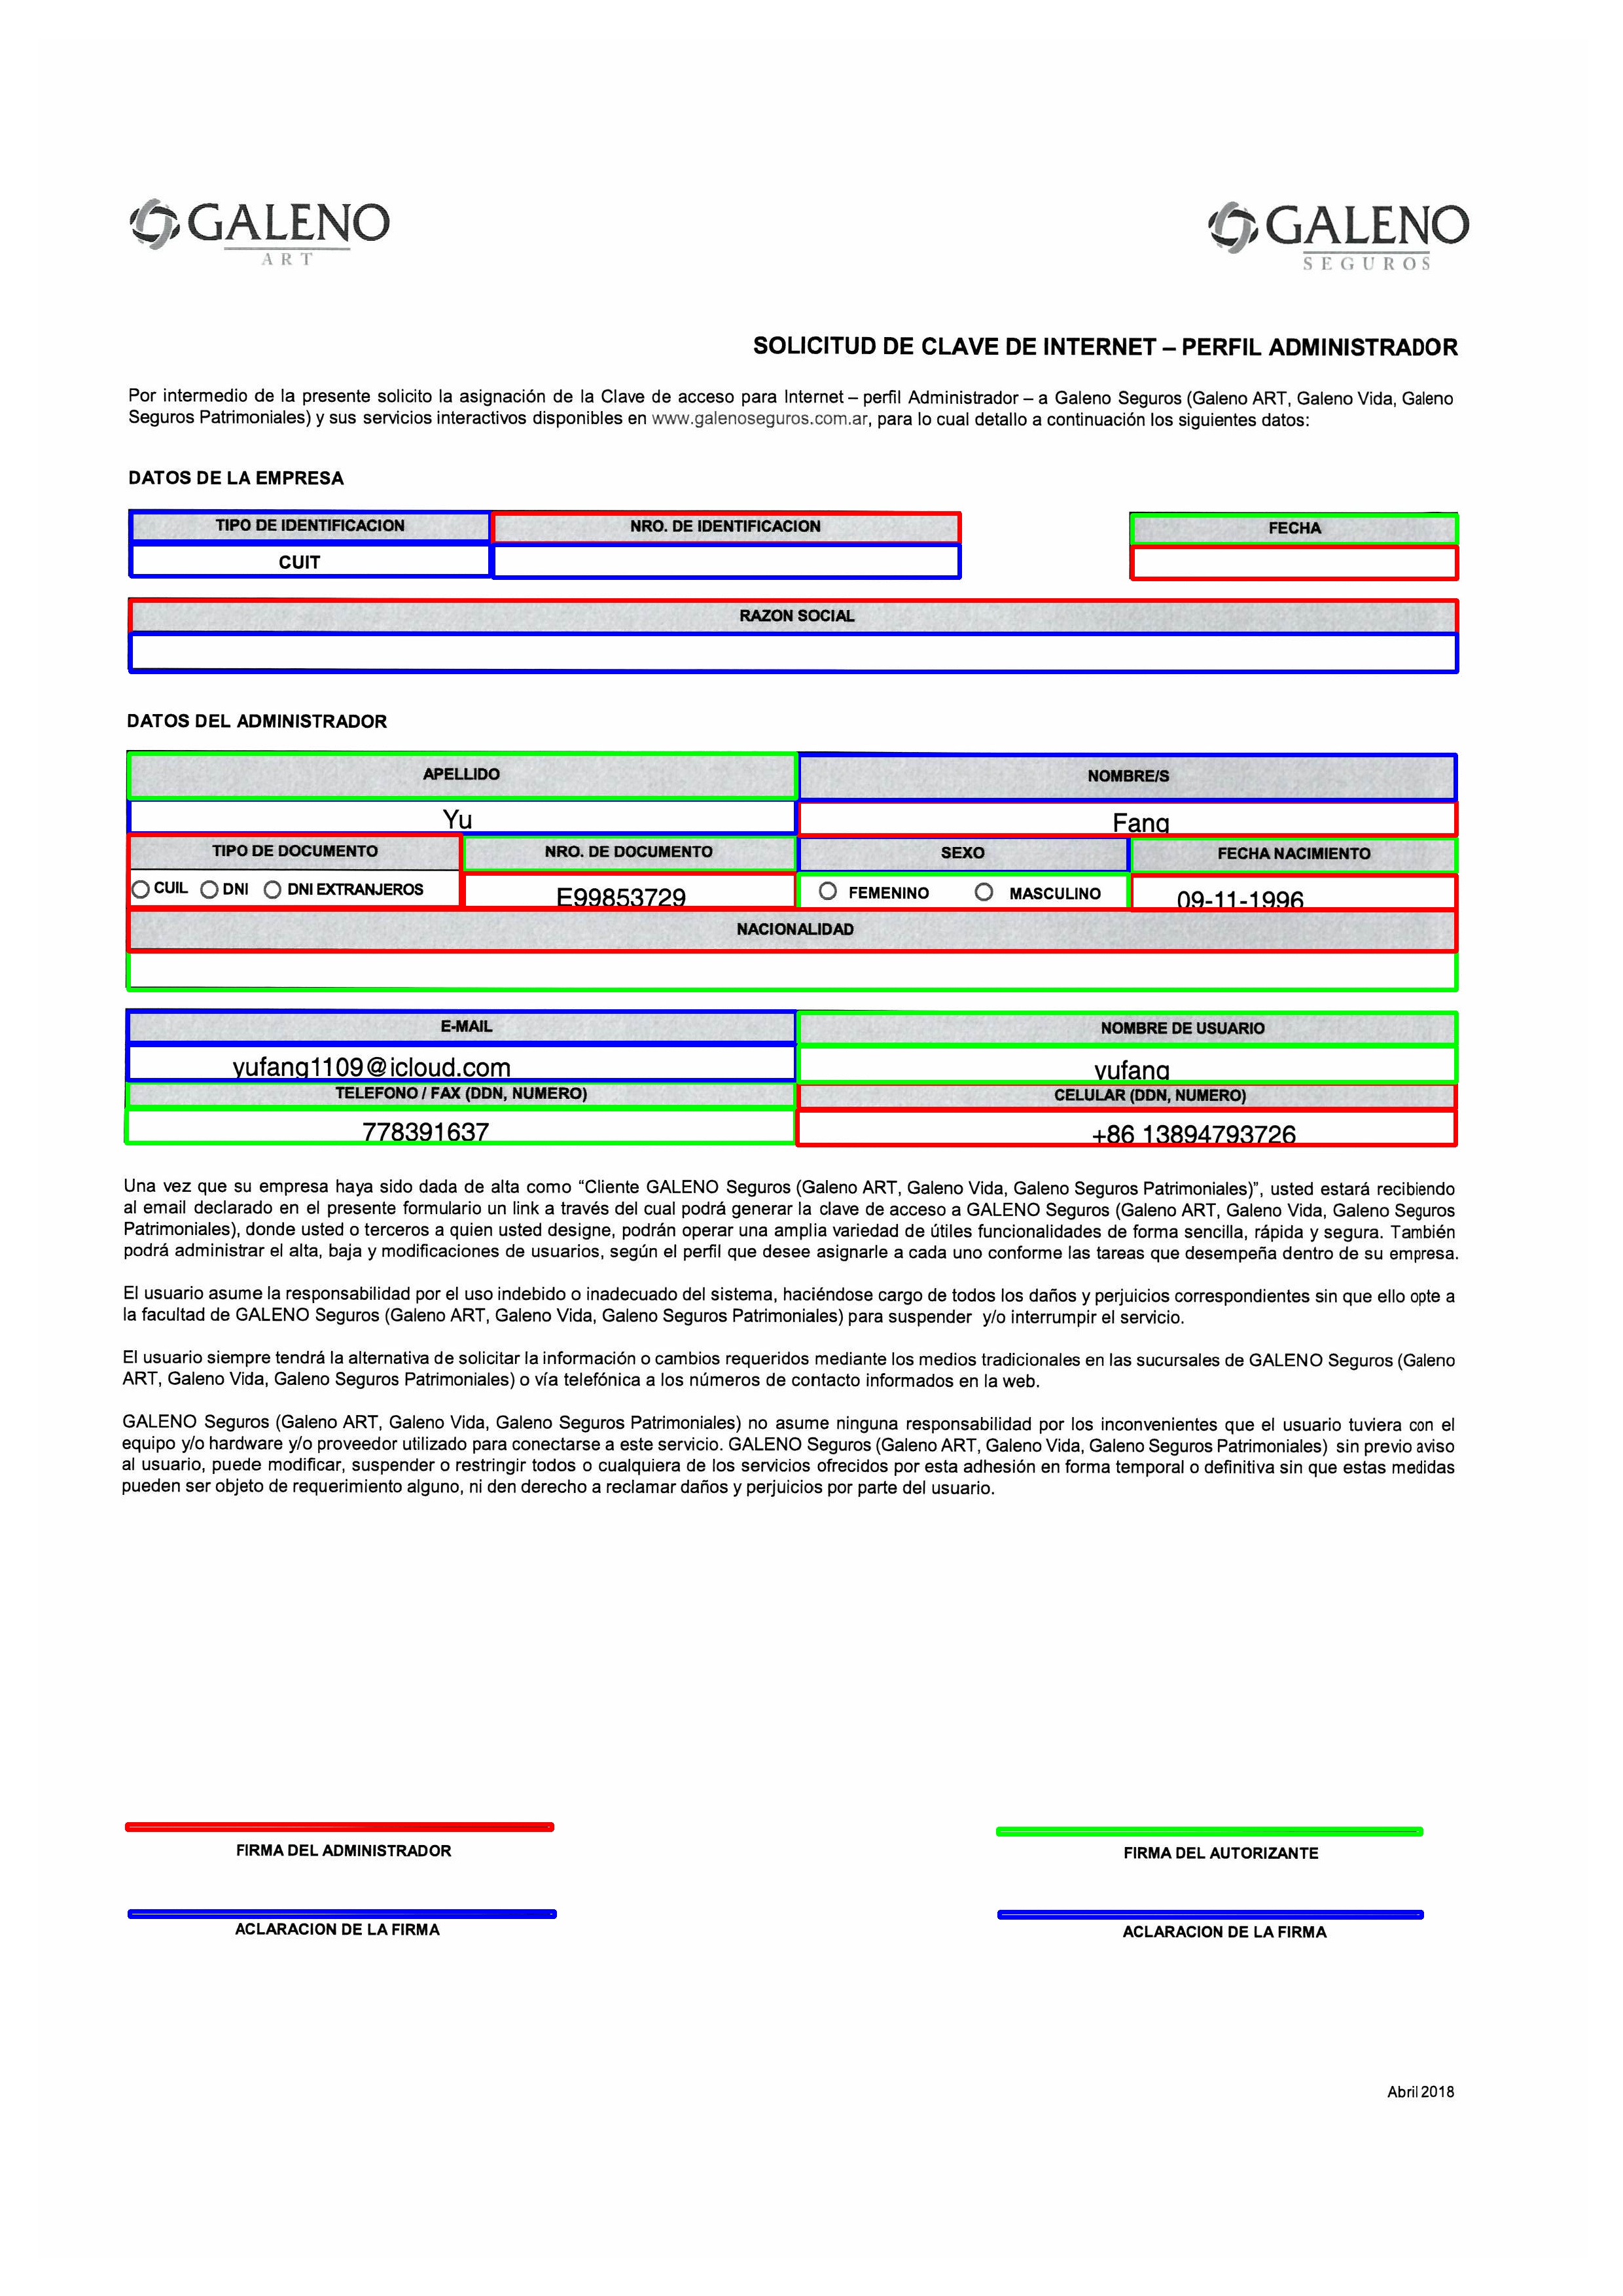 GALENO
ART
GALENO
SEGUROS
SOLICITUD DE CLAVE DE INTERNET – PERFIL ADMINISTRADOR
Por intermedio de la presente solicito la asignación de la Clave de acceso para Internet – perfil Administrador – a Galeno Seguros (Galeno ART, Galeno Vida, Galeno
Seguros Patrimoniales) y sus servicios interactivos disponibles en www.galenoseguros.com.ar, para lo cual detallo a continuación los siguientes datos:
DATOS DE LA EMPRESA
TIPO DE IDENTIFICACION NRO. DE IDENTIFICACION FECHA
CUIT
RAZON SOCIAL
DATOS DEL ADMINISTRADOR
APELLIDO NOMBRE/S
Yu Fang
TIPO DE DOCUMENTO NRO. DE DOCUMENTO SEXO FECHA NACIMIENTO
CUIL DNI DNI EXTRANJEROS E99853729 FEMENINO MASCULINO 09-11-1996
NACIONALIDAD
E-MAIL NOMBRE DE USUARIO
yufang1109@icloud.com yufang
TELEFONO / FAX (DDN, NUMERO) CELULAR (DDN, NUMERO)
778391637 +86 13894793726
Una vez que su empresa haya sido dada de alta como “Cliente GALENO Seguros (Galeno ART, Galeno Vida, Galeno Seguros Patrimoniales)”, usted estará recibiendo
al email declarado en el presente formulario un link a través del cual podrá generar la clave de acceso a GALENO Seguros (Galeno ART, Galeno Vida, Galeno Seguros
Patrimoniales), donde usted o terceros a quien usted designe, podrán operar una amplia variedad de útiles funcionalidades de forma sencilla, rápida y segura. También
podrá administrar el alta, baja y modificaciones de usuarios, según el perfil que desee asignarle a cada uno conforme las tareas que desempeña dentro de su empresa.
El usuario asume la responsabilidad por el uso indebido o inadecuado del sistema, haciéndose cargo de todos los daños y perjuicios correspondientes sin que ello opte a
la facultad de GALENO Seguros (Galeno ART, Galeno Vida, Galeno Seguros Patrimoniales) para suspender y/o interrumpir el servicio.
El usuario siempre tendrá la alternativa de solicitar la información o cambios requeridos mediante los medios tradicionales en las sucursales de GALENO Seguros (Galeno
ART, Galeno Vida, Galeno Seguros Patrimoniales) o vía telefónica a los números de contacto informados en la web.
GALENO Seguros (Galeno ART, Galeno Vida, Galeno Seguros Patrimoniales) no asume ninguna responsabilidad por los inconvenientes que el usuario tuviera con el
equipo y/o hardware y/o proveedor utilizado para conectarse a este servicio. GALENO Seguros (Galeno ART, Galeno Vida, Galeno Seguros Patrimoniales) sin previo aviso
al usuario, puede modificar, suspender o restringir todos o cualquiera de los servicios ofrecidos por esta adhesión en forma temporal o definitiva sin que estas medidas
pueden ser objeto de requerimiento alguno, ni den derecho a reclamar daños y perjuicios por parte del usuario.
FIRMA DEL ADMINISTRADOR FIRMA DEL AUTORIZANTE
ACLARACION DE LA FIRMA ACLARACION DE LA FIRMA
Abril 2018